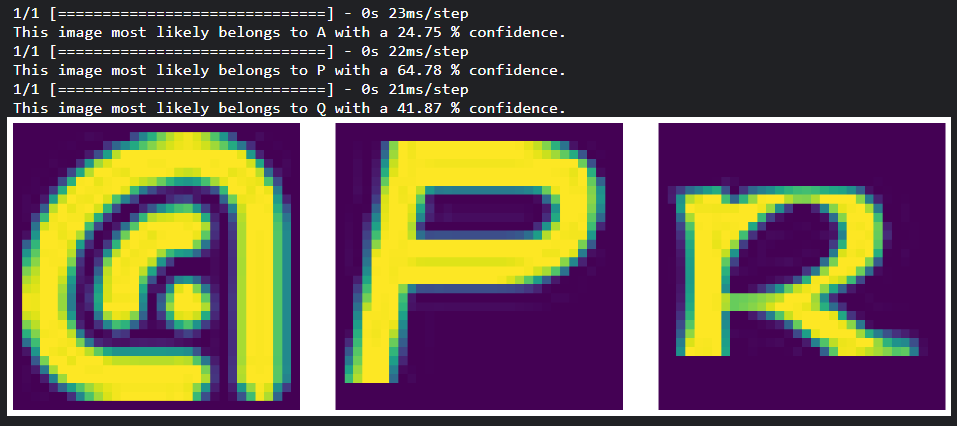 1/1 [==============================] - 0s 23ms/step
This image most likely belongs to A with a 24.75 % confidence.
1/1 [==============================] - 0s 22ms/step
This image most likely belongs to P with a 64.78 % confidence.
1/1 [==============================] - 0s 21ms/step
This image most likely belongs to Q with a 41.87 % confidence.
a P R